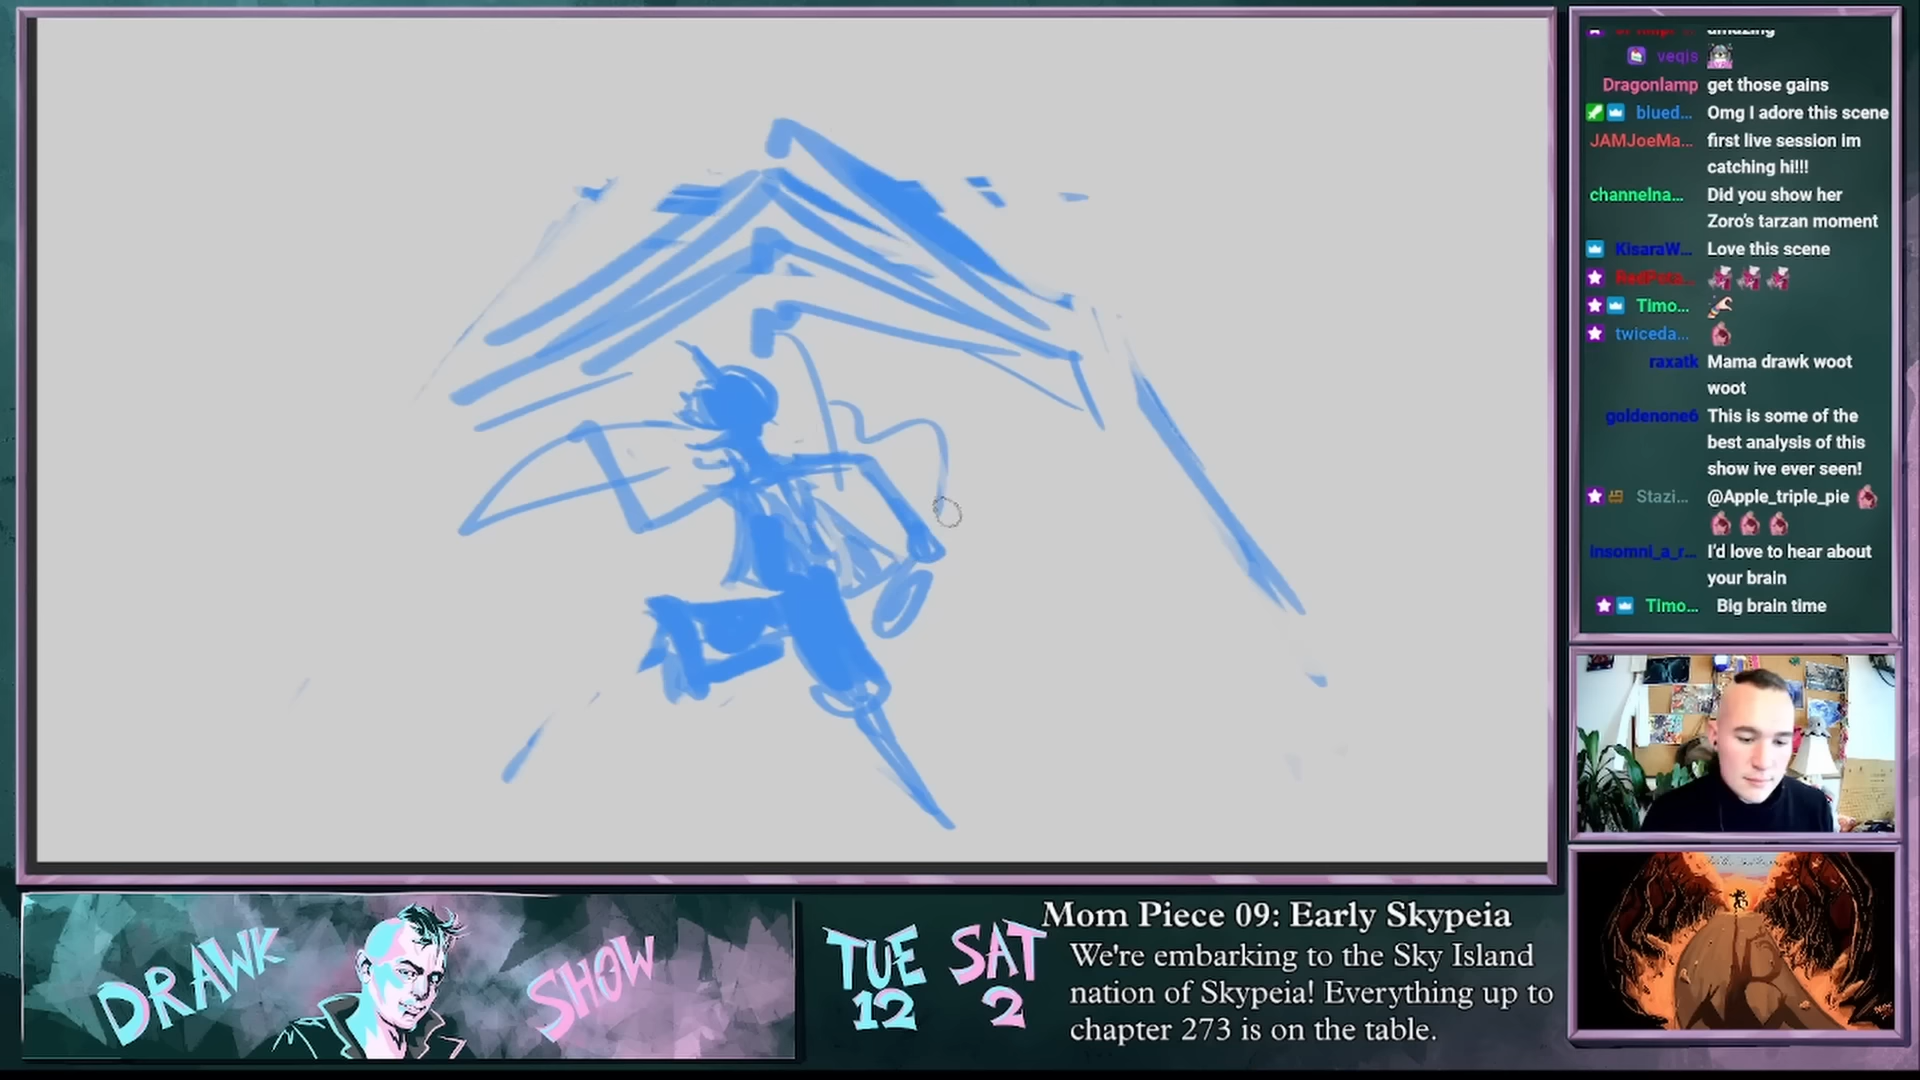 amazing
veqis
Dragonlamp get those gains
blued... Omg I adore this scene
JAMJoeMa... first live session im
catching hi!!!
channelna... Did you show her
Zoro's tarzan moment
KisaraW... Love this scene
Timo...
twiceda...
raxatk Mama drawk woot
woot
goldenone6 This is some of the
best analysis of this
show ive ever seen!
Stazi... @Apple_triple_pie
insomni_a_r... I'd love to hear about
your brain
Timo... Big brain time
DRAWK
SHOW
TUE
12
SAT
2
Mom Piece 09: Early Skypeia
We're embarking to the Sky Island
nation of Skypeia! Everything up to
chapter 273 is on the table.